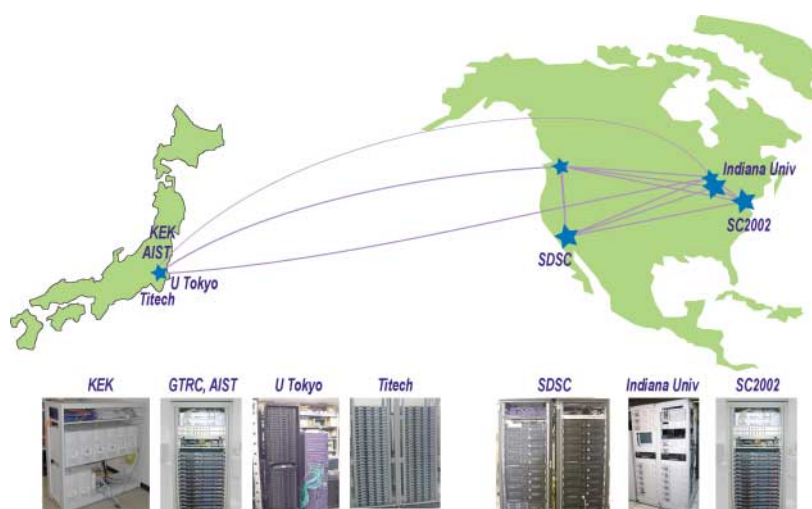 Indiana Univ
SC2002
SDSC
KEK
AIST
U Tokyo
Titech
KEK
GTRC, AIST
U Tokyo
Titech
SDSC
Indiana Univ
SC2002